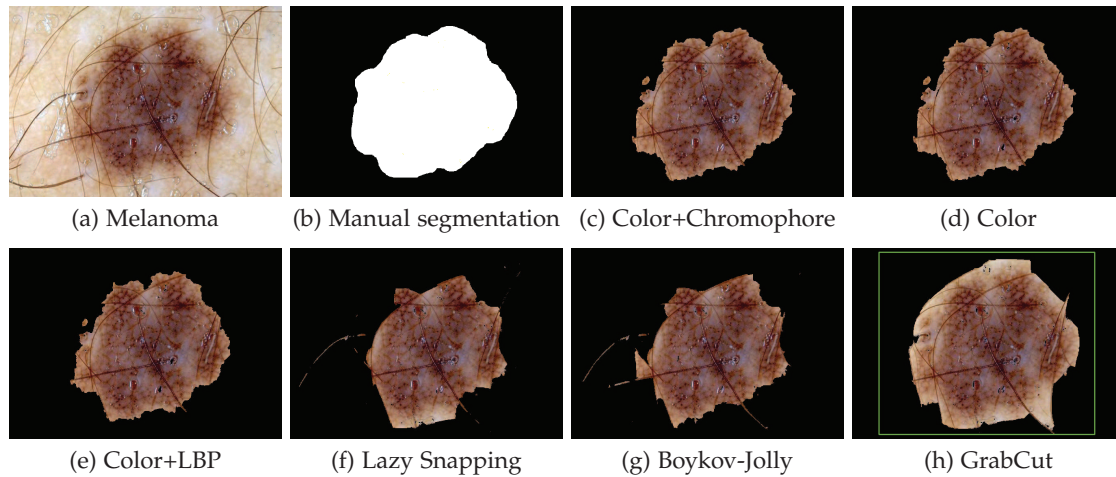 (a) Melanoma
(b) Manual segmentation
(c) Color+Chromophore
(d) Color
(e) Color+LBP
(f) Lazy Snapping
(g) Boykov-Jolly
(h) GrabCut